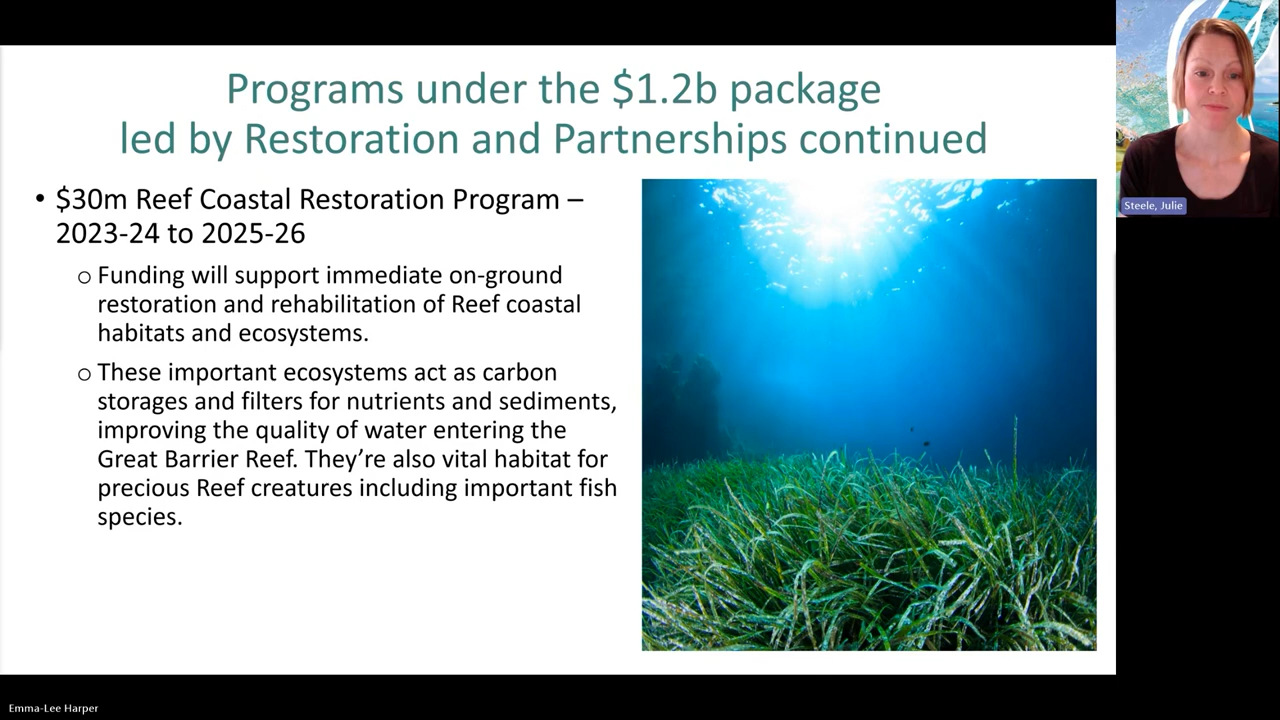 Programs under the $1.2b package
led by Restoration and Partnerships continued
• $30m Reef Coastal Restoration Program –
2023-24 to 2025-26
o Funding will support immediate on-ground
restoration and rehabilitation of Reef coastal
habitats and ecosystems.
o These important ecosystems act as carbon
storages and filters for nutrients and sediments,
improving the quality of water entering the
Great Barrier Reef. They’re also vital habitat for
precious Reef creatures including important fish
species.
Steele, Julie
Emma-Lee Harper